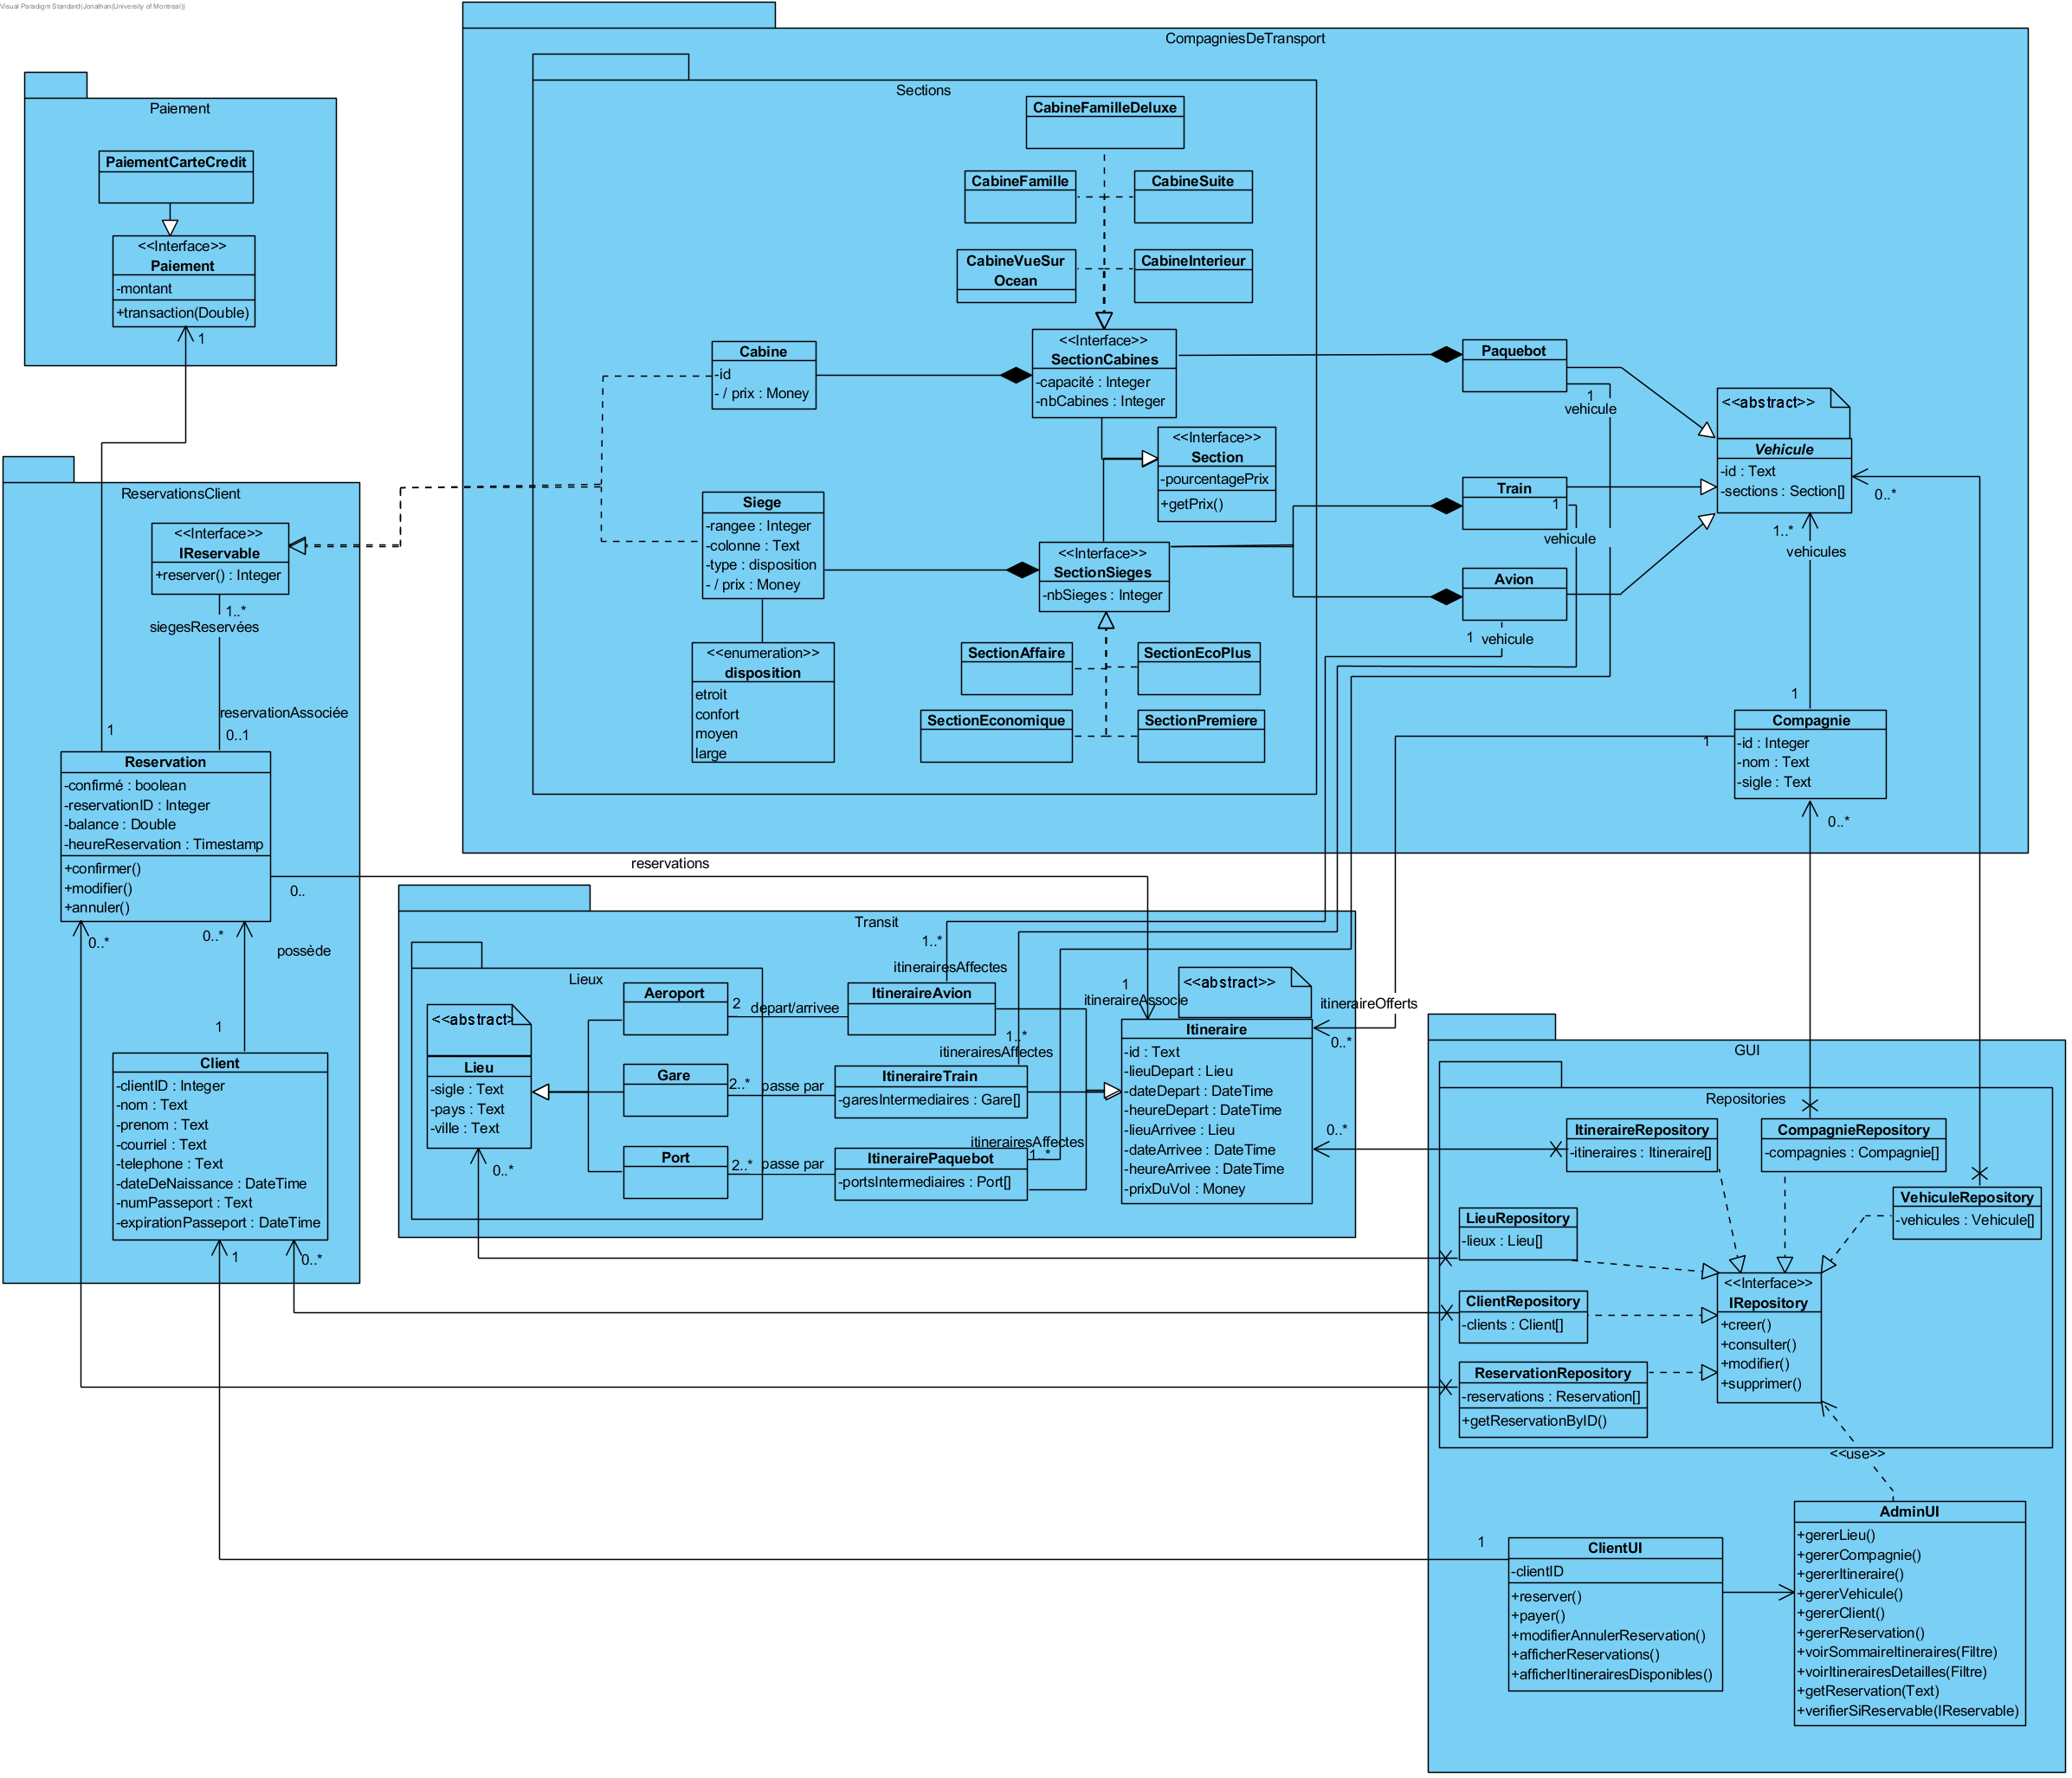 Visual Paradigm Standard(Jonathan(University of Montreal))
CompagniesDeTransport
Sections
CabineFamilleDeluxe
CabineFamille
CabineSuite
CabineVueSur
Ocean
CabineInterieur
<<Interface>>
SectionCabines
-capacité : Integer
-nbCabines : Integer
Cabine
-id
- / prix : Money
<<Interface>>
Section
-pourcentagePrix
+getPrix()
Siege
-rangee : Integer
-colonne : Text
-type : disposition
- / prix : Money
<<Interface>>
SectionSieges
-nbSieges : Integer
<<enumeration>>
disposition
etroit
confort
moyen
large
SectionAffaire
SectionEcoPlus
SectionEconomique
SectionPremiere
Paquebot
1
vehicule
Train
1
vehicule
Avion
1
vehicule
<<abstract>>
Vehicule
-id : Text
-sections : Section[]
0..*
1..*
vehicules
1
Compagnie
-id : Integer
-nom : Text
-sigle : Text
1
0..*
Paiement
PaiementCarteCredit
<<Interface>>
Paiement
-montant
+transaction(Double)
1
ReservationsClient
<<Interface>>
IReservable
+reserver() : Integer
1..*
siegesReservées
reservationAssociée
0..1
1
Reservation
-confirmé : boolean
-reservationID : Integer
-balance : Double
-heureReservation : Timestamp
+confirmer()
+modifier()
+annuler()
0..
reservations
0..*
0..*
possède
1
Client
-clientID : Integer
-nom : Text
-prenom : Text
-courriel : Text
-telephone : Text
-dateDeNaissance : DateTime
-numPasseport : Text
-expirationPasseport : DateTime
1
0..*
Transit
Lieux
<<abstract>
Lieu
-sigle : Text
-pays : Text
-ville : Text
0..*
Aeroport
2
depart/arrivee
Gare
2..*
passe par
Port
2..*
passe par
1..*
itinerairesAffectes
ItineraireAvion
1..*
itinerairesAffectes
ItineraireTrain
-garesIntermediaires : Gare[]
itinerairesAffectes
1..*
ItinerairePaquebot
-portsIntermediaires : Port[]
<<abstract>>
1
itineraireAssocie
Itineraire
-id : Text
-lieuDepart : Lieu
-dateDepart : DateTime
-heureDepart : DateTime
-lieuArrivee : Lieu
-dateArrivee : DateTime
-heureArrivee : DateTime
-prixDuVol : Money
itineraireOfferts
0..*
0..*
GUI
Repositories
ItineraireRepository
-itineraires : Itineraire[]
CompagnieRepository
-compagnies : Compagnie[]
VehiculeRepository
-vehicules : Vehicule[]
LieuRepository
-lieux : Lieu[]
ClientRepository
-clients : Client[]
ReservationRepository
-reservations : Reservation[]
+getReservationByID()
<<Interface>>
IRepository
+creer()
+consulter()
+modifier()
+supprimer()
<<use>>
1
ClientUI
-clientID
+reserver()
+payer()
+modifierAnnulerReservation()
+afficherReservations()
+afficherItinerairesDisponibles()
AdminUI
+gererLieu()
+gererCompagnie()
+gererItineraire()
+gererVehicule()
+gererClient()
+gererReservation()
+voirSommaireItineraires(Filtre)
+voirItinerairesDetailles(Filtre)
+getReservation(Text)
+verifierSiReservable(IReservable)